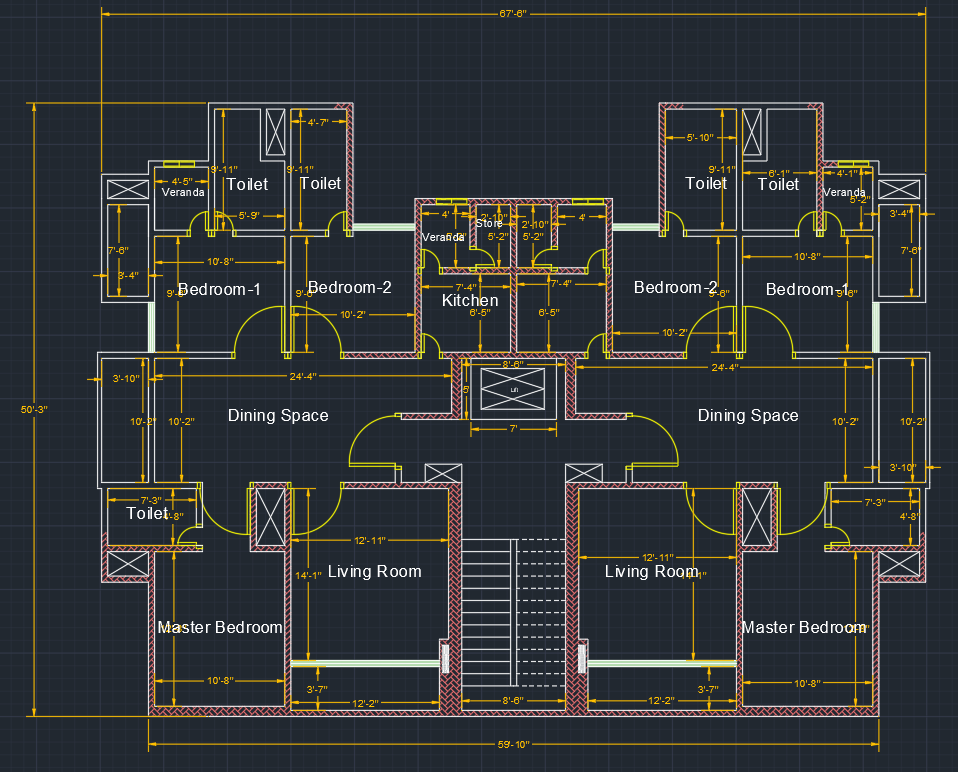 67'-6"
4'-7"
5'-10"
9'-11"
9'-11"
9'-11"
6'-1"
4'-5"
Toilet
Toilet
Toilet
Toilet
4'-1"
Veranda
Veranda
5'-2"
5'-9"
4'
2'-10"
Store
2'-10"
4'
3'-4"
Veranda
5'-2"
5'-2"
7'-6"
7'-6"
10'-8"
10'-8"
3'-4"
Bedroom-1
Bedroom-2
7'-4"
7'-4"
Bedroom-2
Bedroom-1
9'-6"
9'-6"
9'-6"
Kitchen
10'-2"
6'-5"
6'-5"
10'-2"
8'-6"
3'-10"
24'-4"
24'-4"
50'-3"
Dining Space
Dining Space
10'-2"
10'-2"
10'-2"
10'-2"
7'
3'-10"
7'-3"
7'-3"
Toilet
4'-8"
4'-8"
12'-11"
12'-11"
14'-1"
Living Room
Living Room
Master Bedroom
Master Bedroom
10'-8"
3'-7"
3'-7"
10'-8"
12'-2"
8'-6"
12'-2"
59'-10"